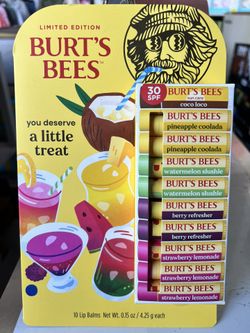 LIMITED EDITION
BURT'S
BEES™
you deserve
a little
treat
30
SPF
BURT'S BEES
coco loco
BURT'S BEES
pineapple coolada
BURT'S BEES
pineapple coolada
BURT'S BEES
watermelon slushie
BURT'S BEES
watermelon slushie
BURT'S BEES
berry refresher
BURT'S BEES
berry refresher
BURT'S BEES
strawberry lemonade
BURT'S BEES
strawberry lemonade
BURT'S BEES
strawberry lemonade
10 Lip Balms Net Wt. 0.15 oz / 4.25 g each